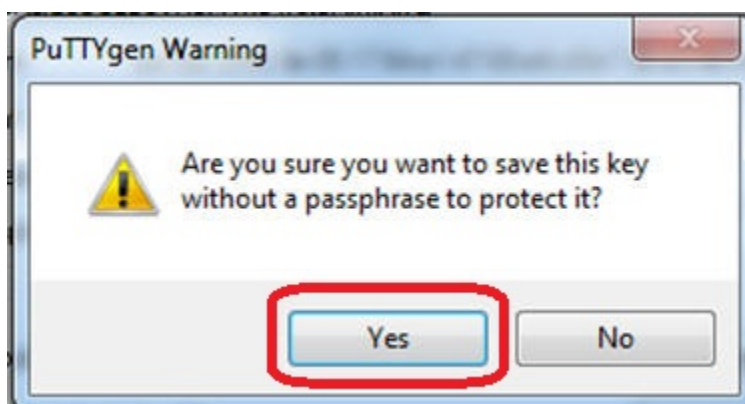 PuTTYgen Warning
Are you sure you want to save this key
without a passphrase to protect it?
Yes
No